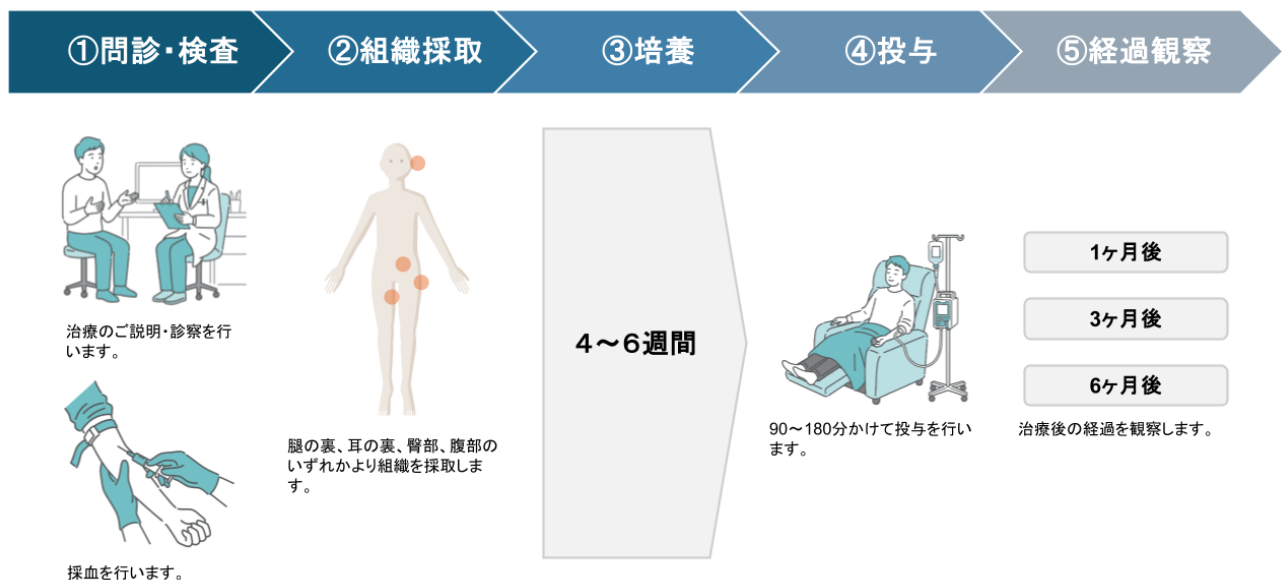 ①問診・検査
②組織採取
③培養
④投与
⑤経過観察
治療のご説明・診察を行
います。
採血を行います。
腿の裏、耳の裏、臀部、腹部の
いずれかより組織を採取しま
す。
4～6週間
90～180分かけて投与を行い
ます。
1ヶ月後
3ヶ月後
6ヶ月後
治療後の経過を観察します。